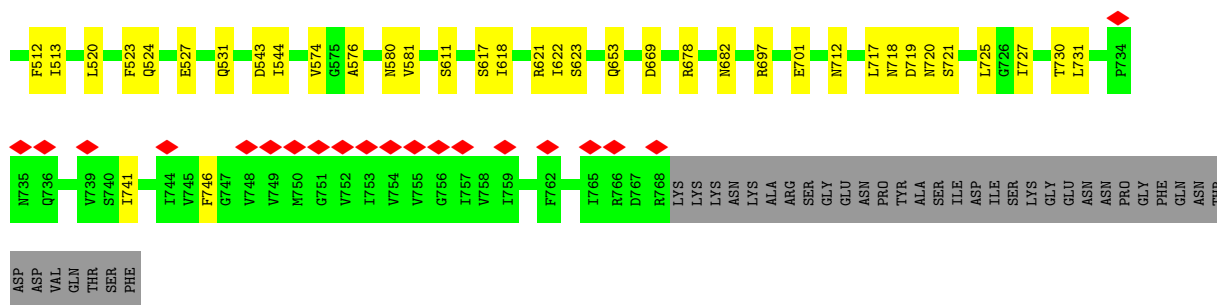 F512 I513 L520 F523 Q524 E527 Q531 D543 I544 V574 G575 A576 N580 V581 S611 S617 I618 R621 I622 S623 Q653 D669 R678 N682 R697 E701 N712 L717 N718 D719 N720 S721 L725 G726 I727 T730 L731 P734
N735 Q736 V739 S740 I741 I744 V745 F746 G747 V748 V749 M750 G751 V752 I753 V754 V755 G756 I757 V758 I759 F762 I765 R766 D767 R768 LYS LYS LYS ASN LYS ALA ARG SER GLY GLU ASN PRO TYR ALA SER ILE ASP ILE SER LYS GLY GLU ASN ASN PRO GLY PHE GLN ASN THR
ASP ASP VAL GLN THR SER PHE